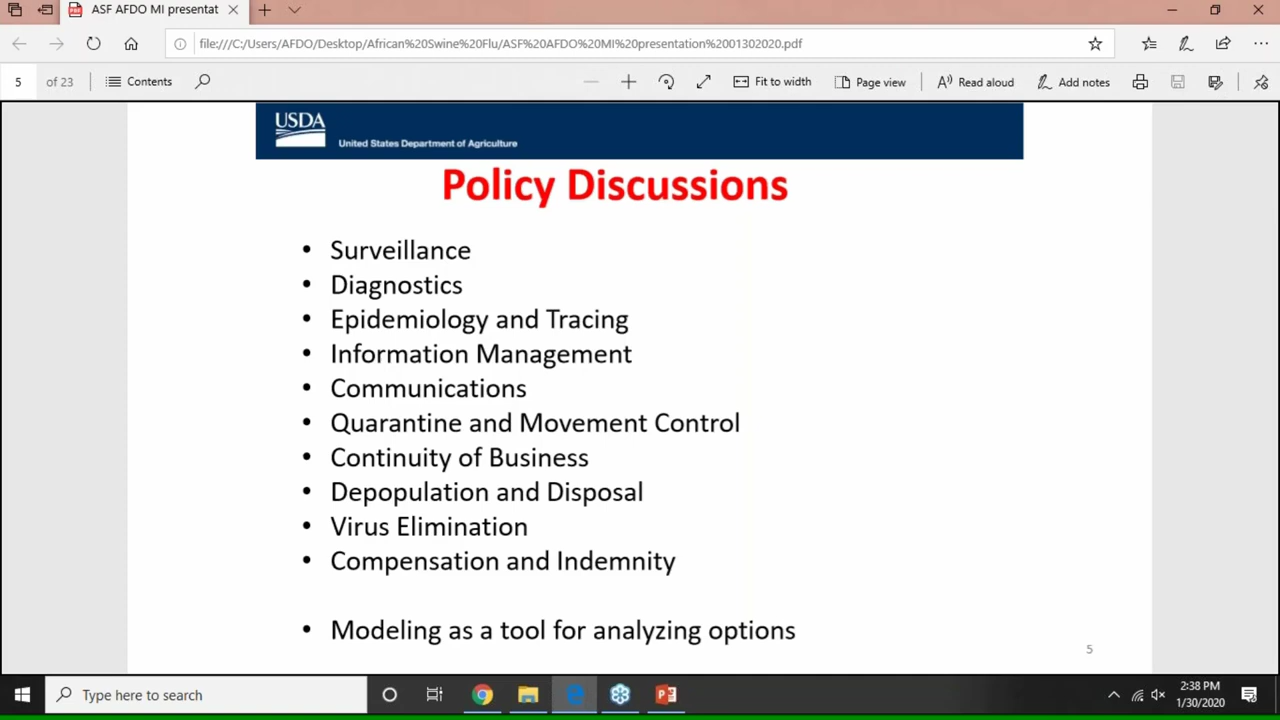 ASF AFDO MI presentat
file:///C:/Users/AFDO/Desktop/African%20Swine%20Flu/ASF%20AFDO%20MI%20presentation%2001302020.pdf
5 of 23 Contents Fit to width Page view Read aloud Add notes
USDA
United States Department of Agriculture
Policy Discussions
• Surveillance
• Diagnostics
• Epidemiology and Tracing
• Information Management
• Communications
• Quarantine and Movement Control
• Continuity of Business
• Depopulation and Disposal
• Virus Elimination
• Compensation and Indemnity
• Modeling as a tool for analyzing options
5
Type here to search
2:38 PM
1/30/2020